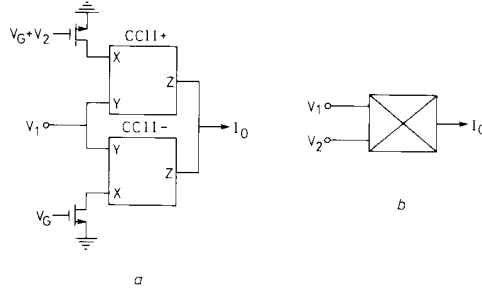 CCII+
V_G+V_2
X
Z
Y
V_1
I_0
CCII-
Y
Z
X
V_G
a
V_1
V_2
I_0
b